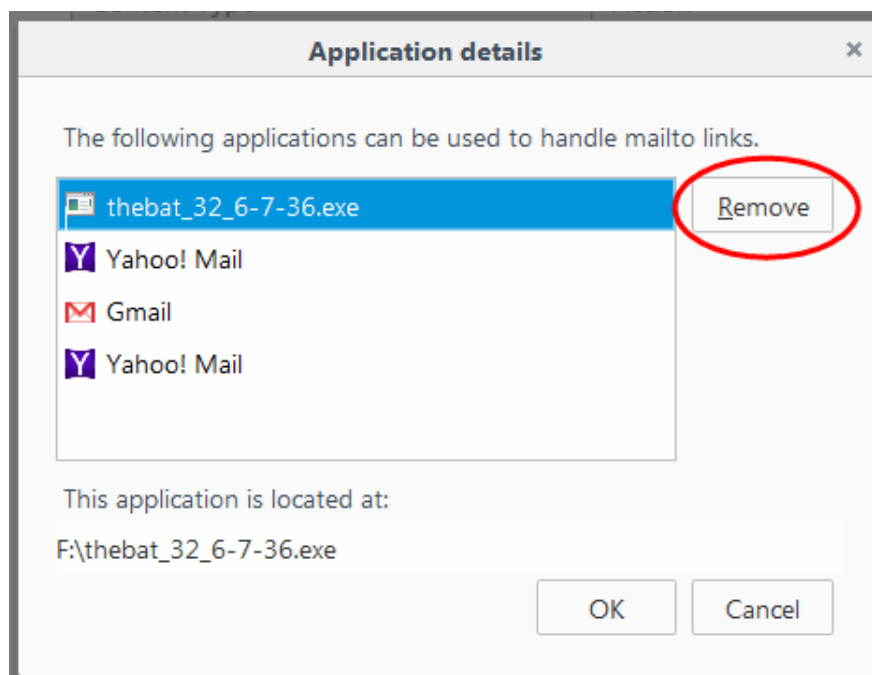 Application details
The following applications can be used to handle mailto links.
thebat_32_6-7-36.exe
Remove
Yahoo! Mail
Gmail
Yahoo! Mail
This application is located at:
F:\thebat_32_6-7-36.exe
OK
Cancel